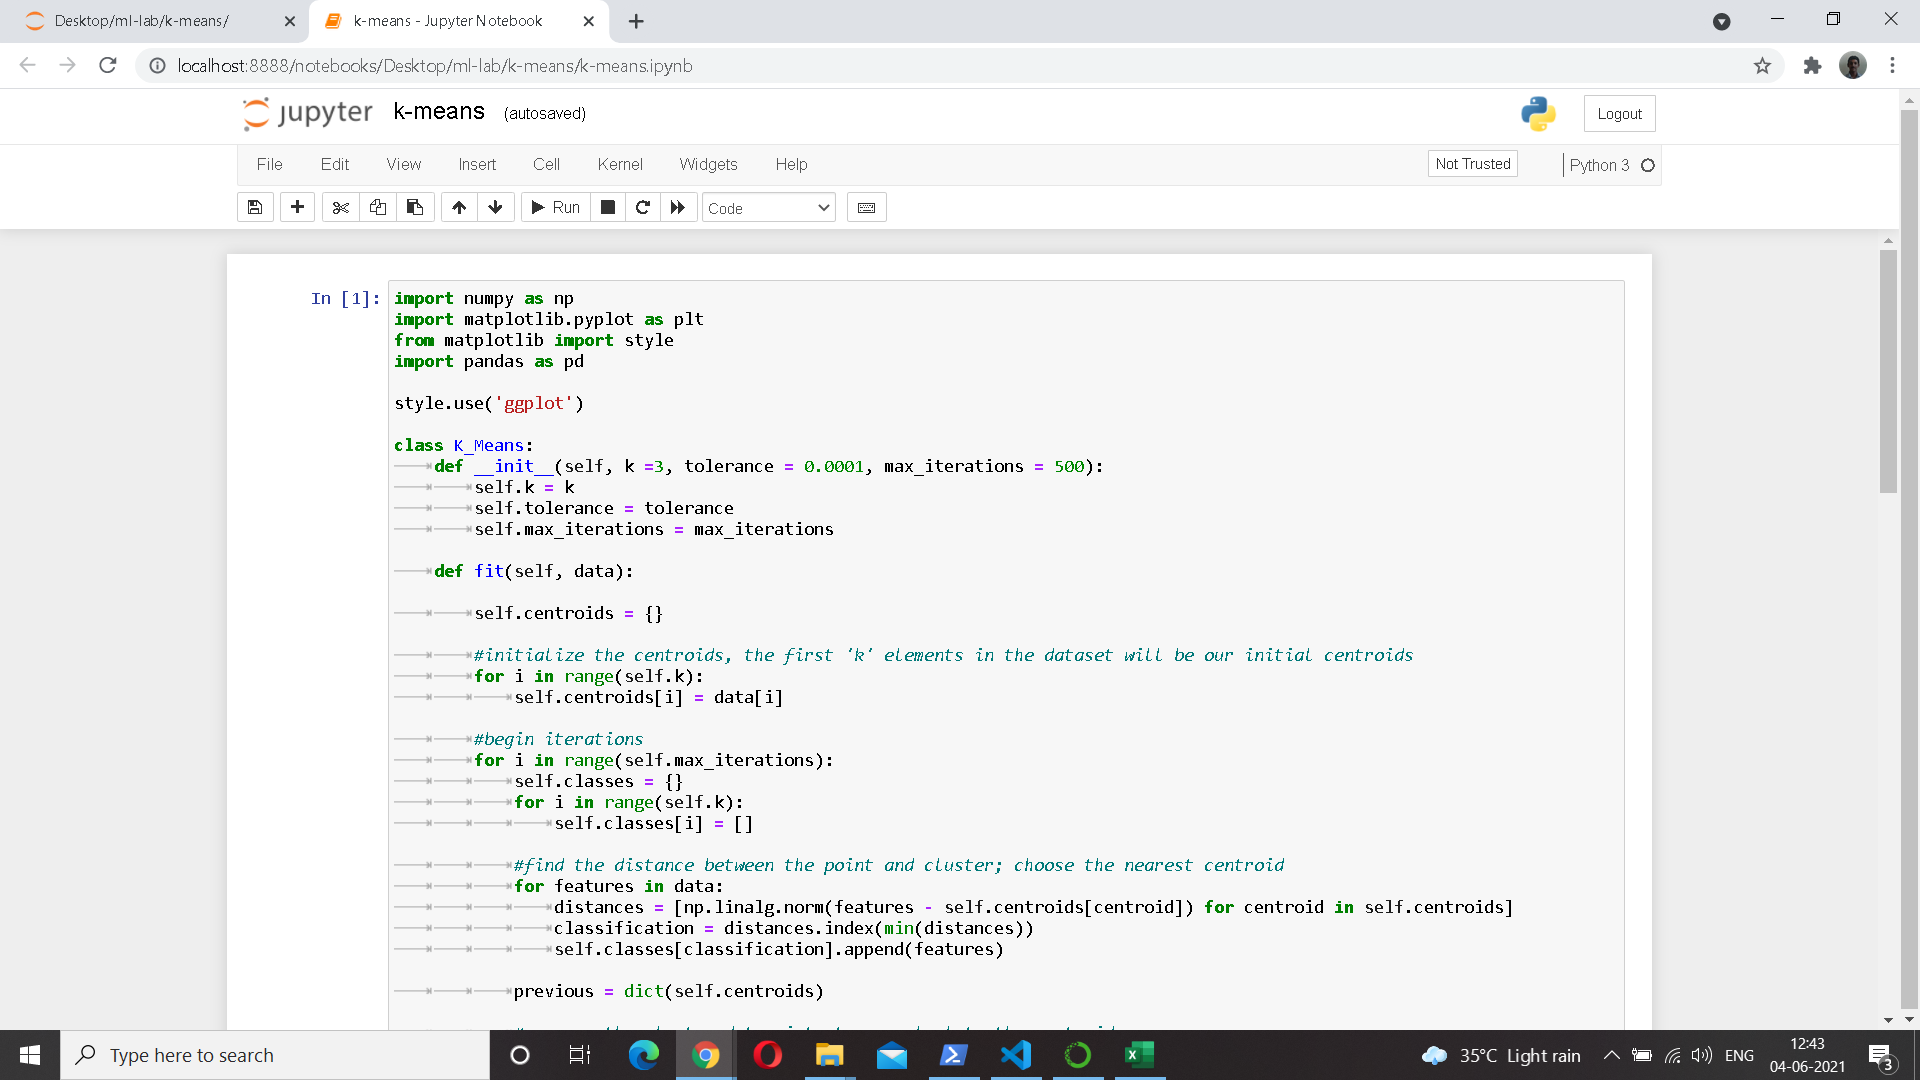 Desktop/ml-lab/k-means/
k-means - Jupyter Notebook
localhost:8888/notebooks/Desktop/ml-lab/k-means/k-means.ipynb
jupyter k-means (autosaved)
Logout
File Edit View Insert Cell Kernel Widgets Help
Not Trusted
Python 3
Run
Code
In [1]:
import numpy as np
import matplotlib.pyplot as plt
from matplotlib import style
import pandas as pd
style.use('ggplot')
class K_Means:
def __init__(self, k =3, tolerance = 0.0001, max_iterations = 500):
self.k = k
self.tolerance = tolerance
self.max_iterations = max_iterations
def fit(self, data):
self.centroids = {}
#initialize the centroids, the first 'k' elements in the dataset will be our initial centroids
for i in range(self.k):
self.centroids[i] = data[i]
#begin iterations
for i in range(self.max_iterations):
self.classes = {}
for i in range(self.k):
self.classes[i] = []
#find the distance between the point and cluster; choose the nearest centroid
for features in data:
distances = [np.linalg.norm(features - self.centroids[centroid]) for centroid in self.centroids]
classification = distances.index(min(distances))
self.classes[classification].append(features)
previous = dict(self.centroids)
Type here to search
35°C Light rain
ENG
12:43
04-06-2021
3